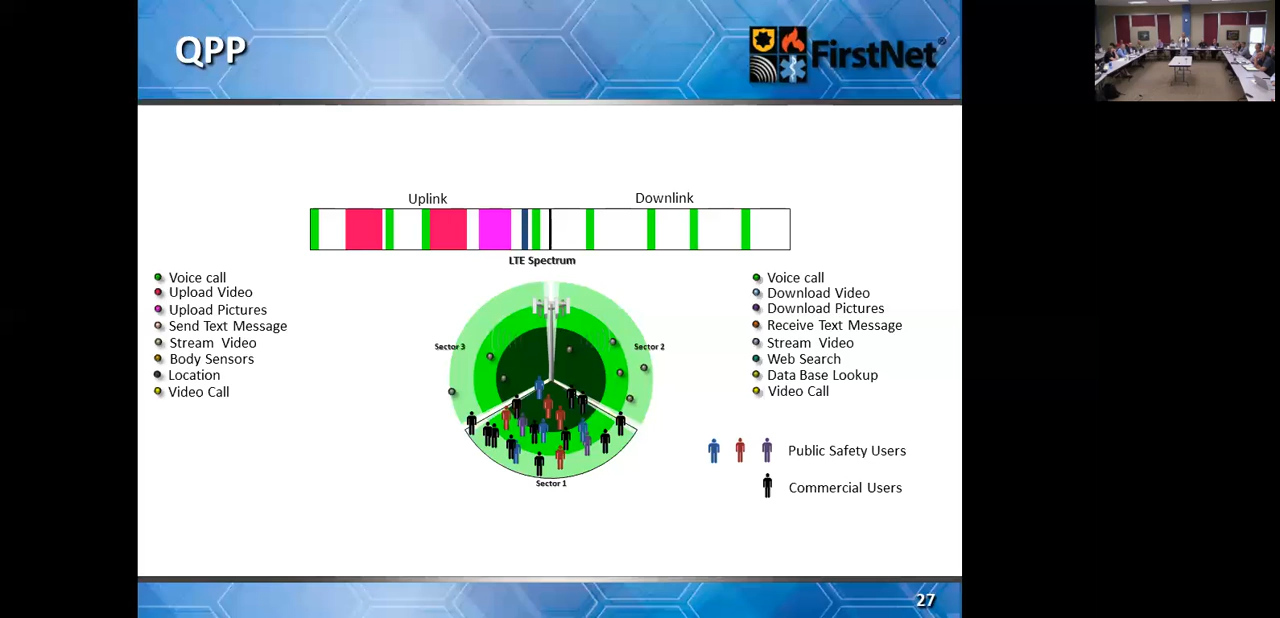 QPP
FirstNet
Uplink
Downlink
LTE Spectrum
Voice call
Upload Video
Upload Pictures
Send Text Message
Stream Video
Body Sensors
Location
Video Call
Sector 3
Sector 2
Sector 1
Voice call
Download Video
Download Pictures
Receive Text Message
Stream Video
Web Search
Data Base Lookup
Video Call
Public Safety Users
Commercial Users
27